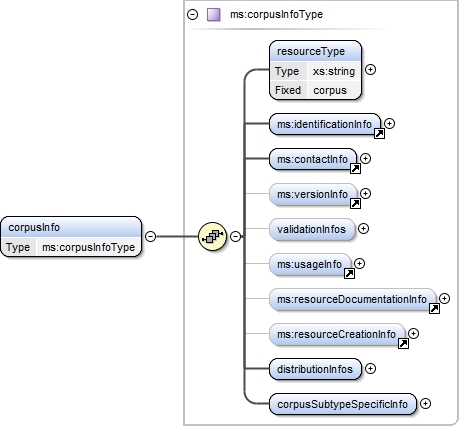 ms:corpusInfoType
resourceType
Type xs:string
Fixed corpus
ms:identificationInfo
ms:contactInfo
ms:versionInfo
corpusInfo
Type ms:corpusInfoType
validationInfos
ms:usageInfo
ms:resourceDocumentationInfo
ms:resourceCreationInfo
distributionInfos
corpusSubtypeSpecificInfo